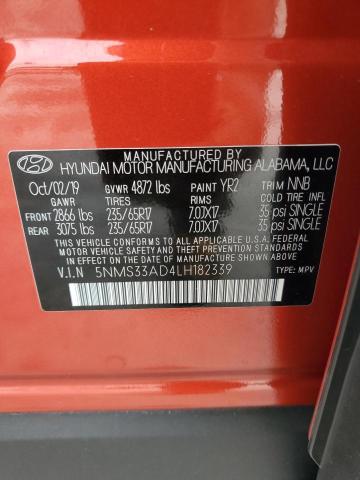 MANUFACTURED BY
HYUNDAI MOTOR MANUFACTURING ALABAMA, LLC
Oct/02/19 GVWR 4872 lbs PAINT YR2 TRIM NNB
GAWR TIRES RIMS COLD TIRE INFL
FRONT 2866 lbs 235/65R17 7.0JX17 35 psi SINGLE
REAR 3075 lbs 235/65R17 7.0JX17 35 psi SINGLE
THIS VEHICLE CONFORMS TO ALL APPLICABLE U.S. FEDERAL
MOTOR VEHICLE SAFETY AND THEFT PREVENTION STANDARDS
IN EFFECT ON THE DATE OF MANUFACTURE SHOWN ABOVE.
V.I.N 5NMS33AD4LH182339 TYPE: MPV